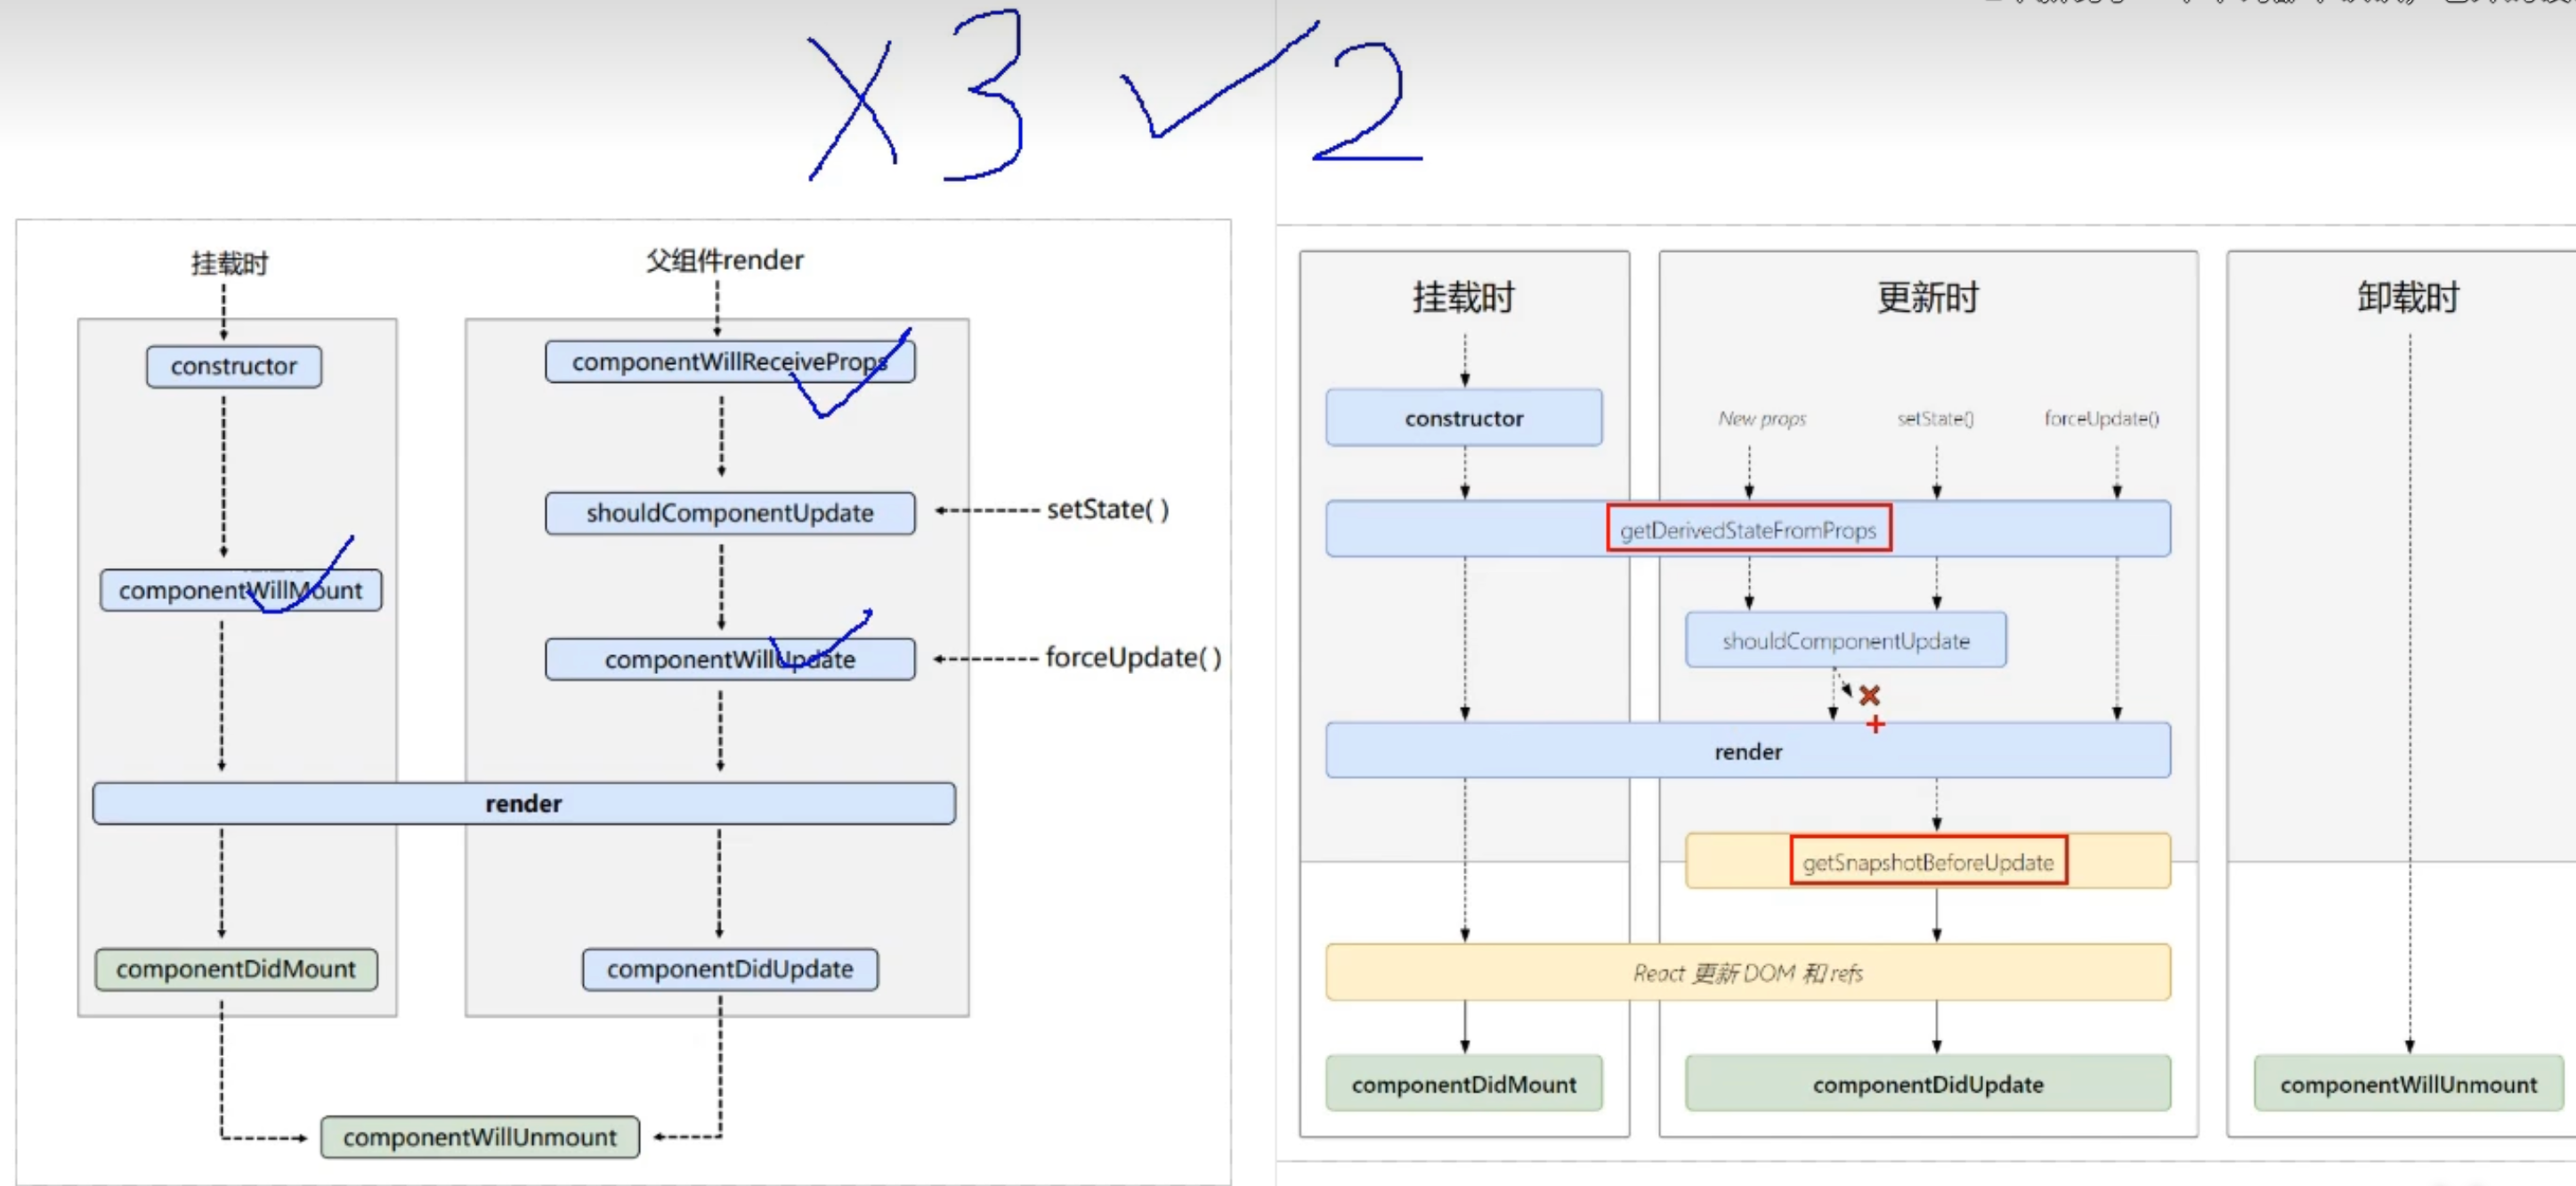 X3 ✓2
挂载时
constructor
componentWillMount
父组件render
componentWillReceiveProps
shouldComponentUpdate
setState( )
componentWillUpdate
forceUpdate( )
render
componentDidMount
componentDidUpdate
componentWillUnmount
挂载时
更新时
卸载时
constructor
New props
setState()
forceUpdate()
getDerivedStateFromProps
shouldComponentUpdate
render
getSnapshotBeforeUpdate
React 更新 DOM 和 refs
componentDidMount
componentDidUpdate
componentWillUnmount